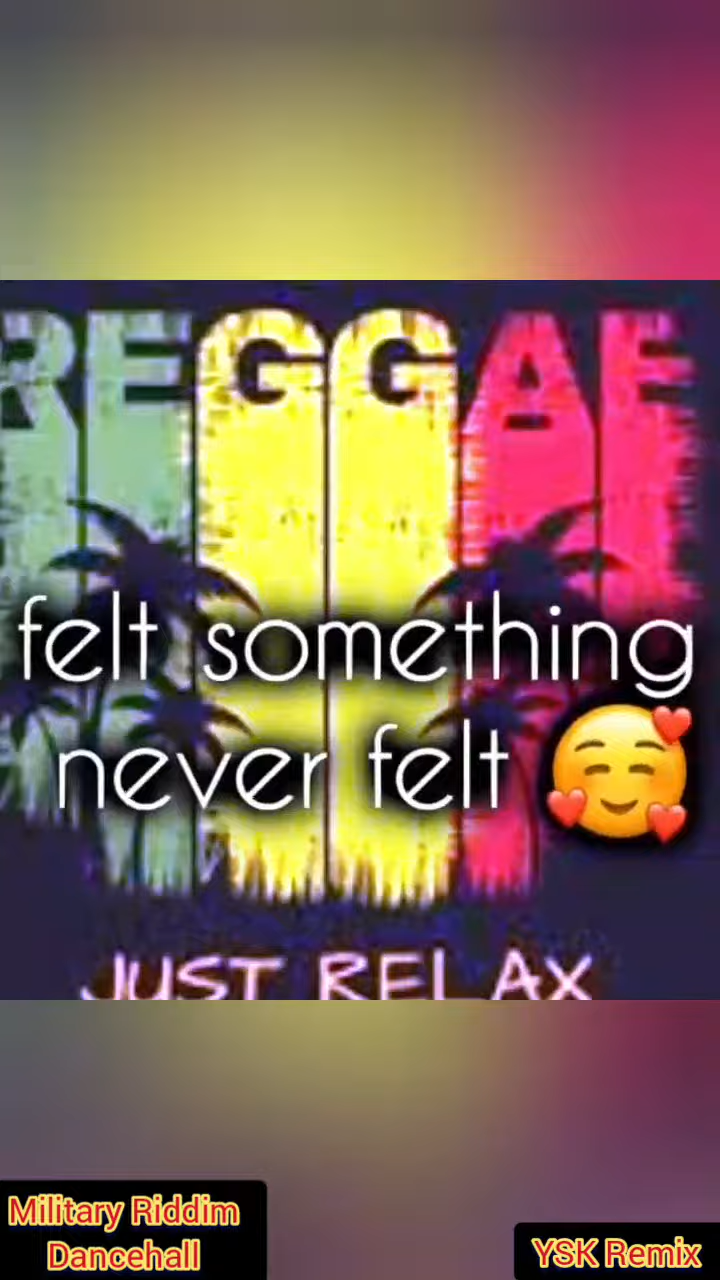 REGGAE
felt something
never felt 🥰
JUST RELAX
Military Riddim
Dancehall
YSK Remix